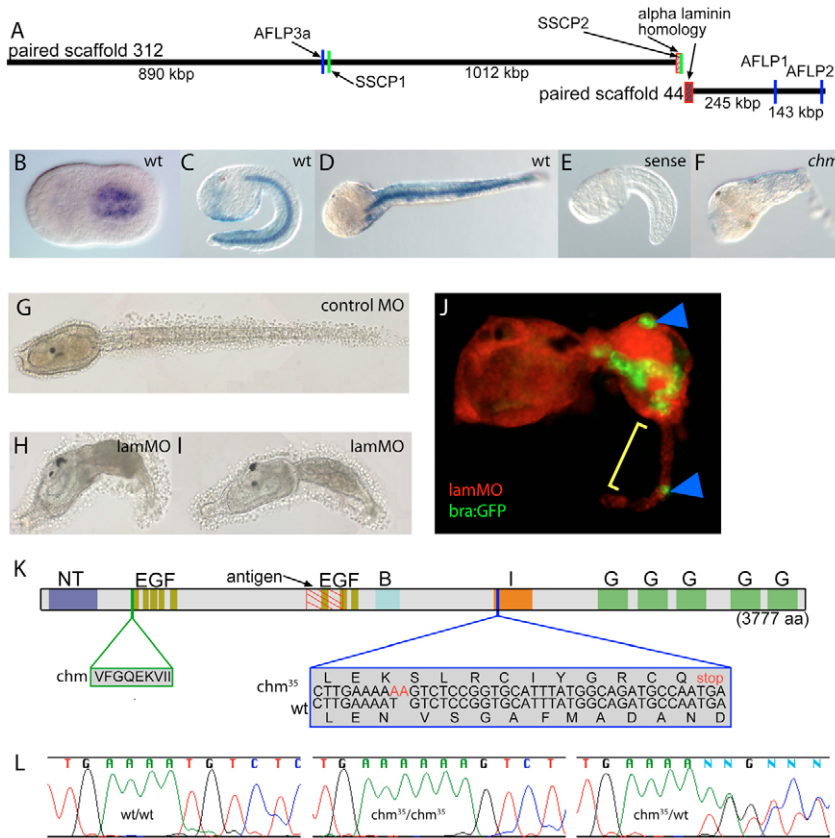 A
AFLP3a
SSCP2
alpha laminin
homology
paired scaffold 312
890 kbp
SSCP1
1012 kbp
AFLP1
AFLP2
paired scaffold 44
245 kbp
143 kbp
B wt
C wt
D wt
E sense
F chm
G control MO
H lamMO
I lamMO
J
lamMO
bra:GFP
K
NT EGF antigen EGF B I G G G G G
(3777 aa)
chm VFGQEKVII
L E K S L R C I Y G R C Q stop
chm35 CTTGAAAAAAGTCTCCGGTGCATTTATGGCAGATGCCAATGA
wt CTTGAAAAT GTCTCCGGTGCATTTATGGCAGATGCCAATGA
L E N V S G A F M A D A N D
L
T G A A A A T G T C T C
wt/wt
T G A A A A A A G T C T
chm35/chm35
T G A A A A N N G N N N
chm35/wt